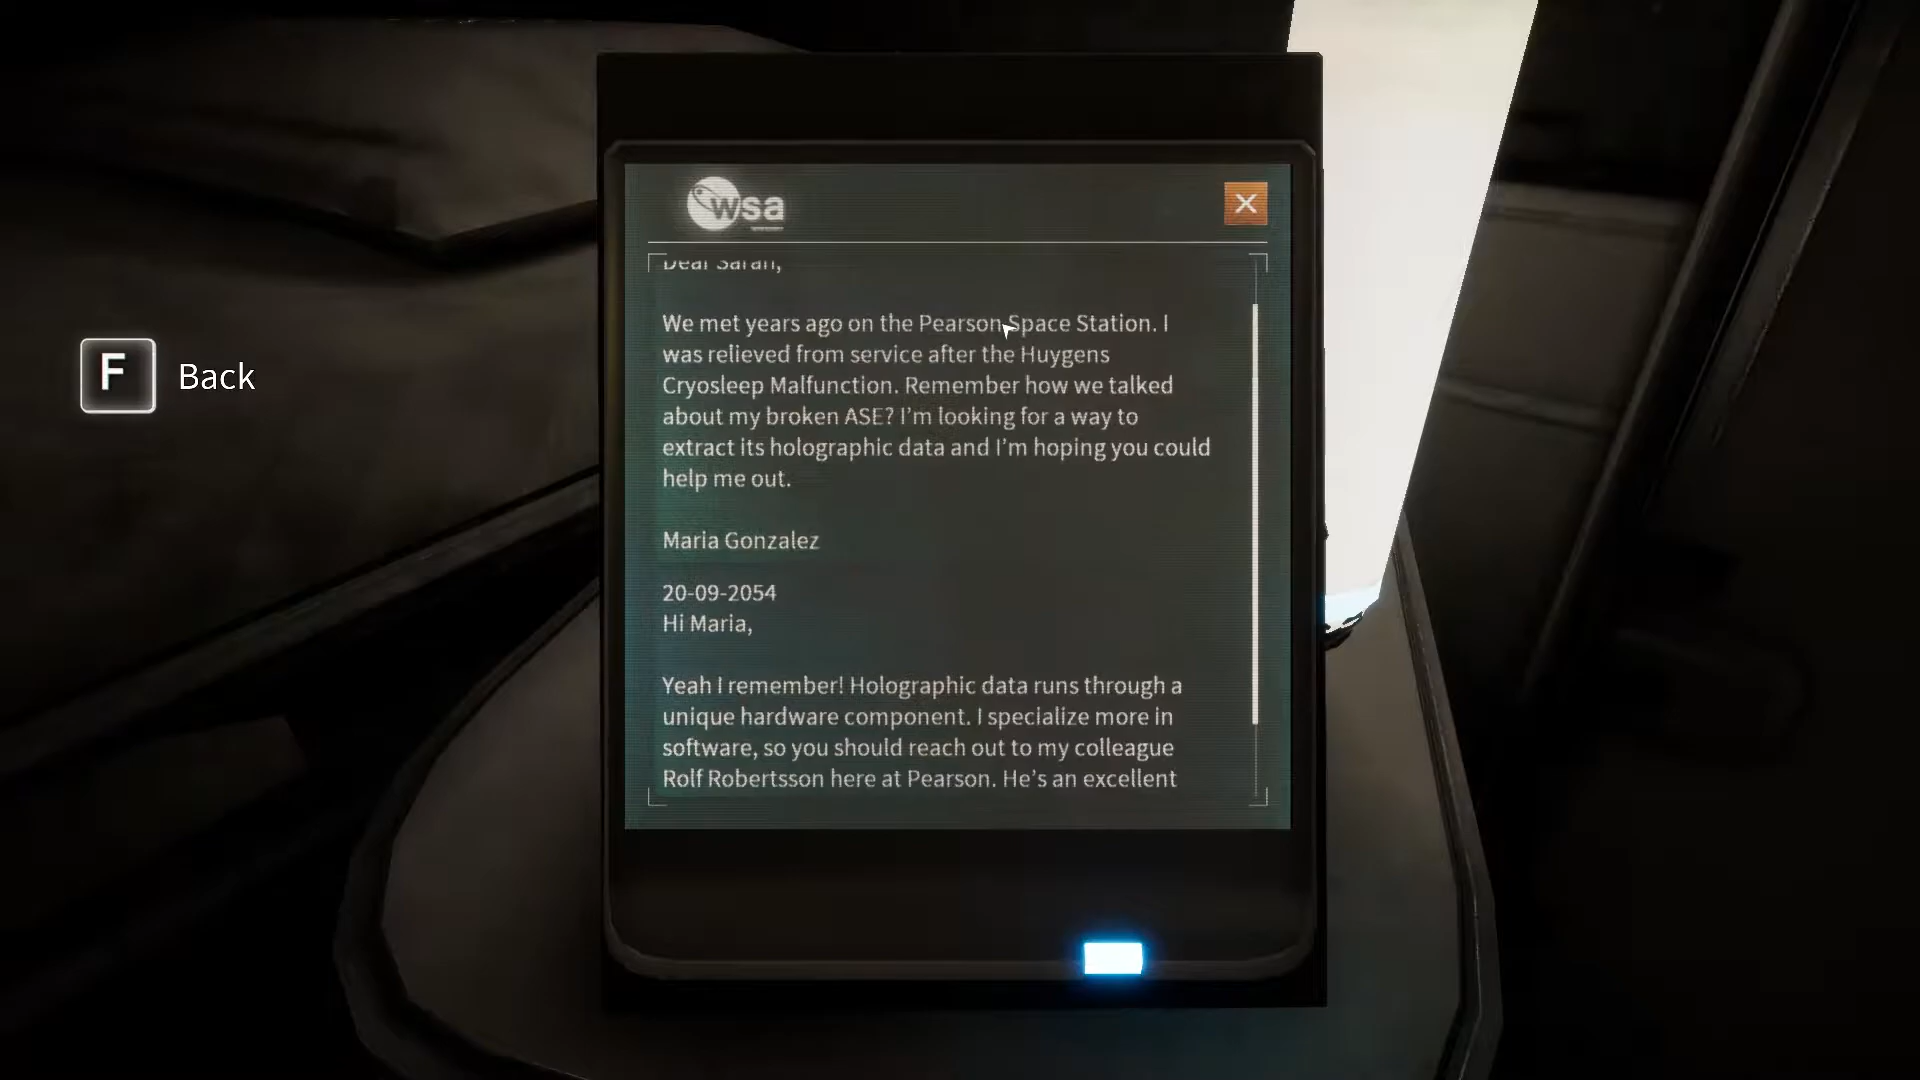 wsa
Dear Sarah,
We met years ago on the Pearson Space Station. I
was relieved from service after the Huygens
Cryosleep Malfunction. Remember how we talked
about my broken ASE? I'm looking for a way to
extract its holographic data and I'm hoping you could
help me out.
Maria Gonzalez
20-09-2054
Hi Maria,
Yeah I remember! Holographic data runs through a
unique hardware component. I specialize more in
software, so you should reach out to my colleague
Rolf Robertsson here at Pearson. He's an excellent
F Back